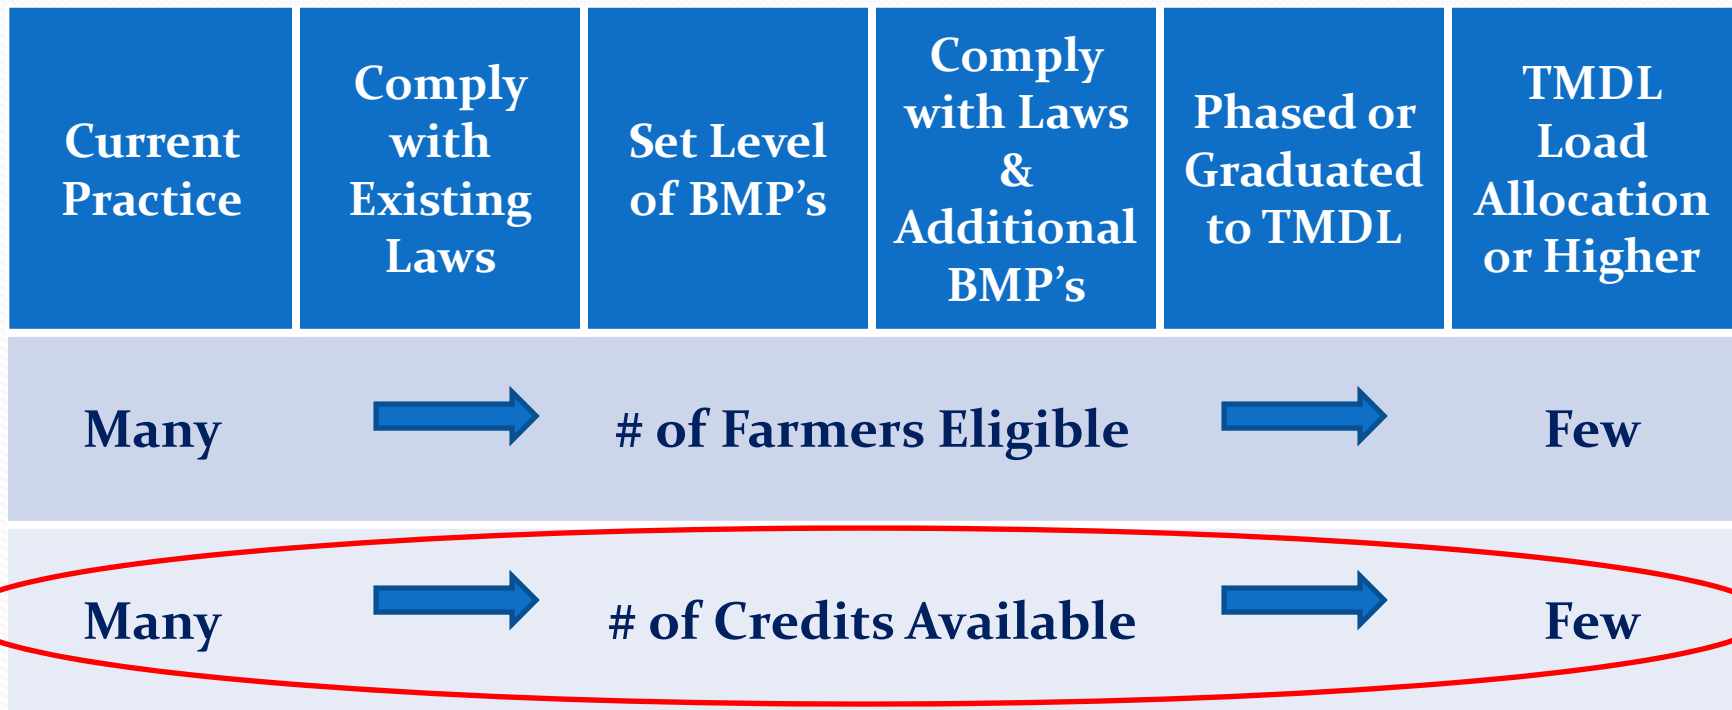 Current
Practice
Comply
with
Existing
Laws
Set Level
of BMP’s
Comply
with Laws
&
Additional
BMP’s
Phased or
Graduated
to TMDL
TMDL
Load
Allocation
or Higher
Many # of Farmers Eligible Few
Many # of Credits Available Few